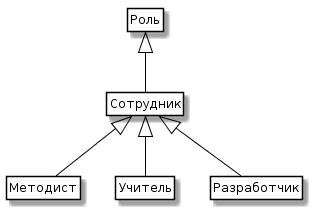 Роль
Сотрудник
Методист
Учитель
Разработчик